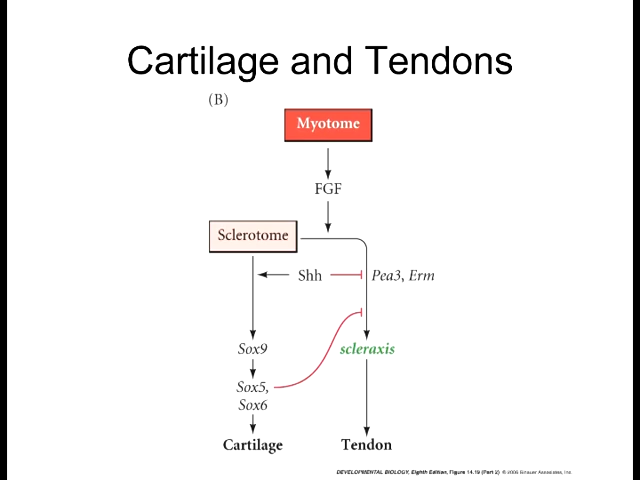 Cartilage and Tendons
(B)
Myotome
FGF
Sclerotome
Shh
Pea3, Erm
Sox9
scleraxis
Sox5,
Sox6
Cartilage
Tendon
DEVELOPMENTAL BIOLOGY, Eighth Edition, Figure 14.19 (Part 2) © 2006 Sinauer Associates, Inc.